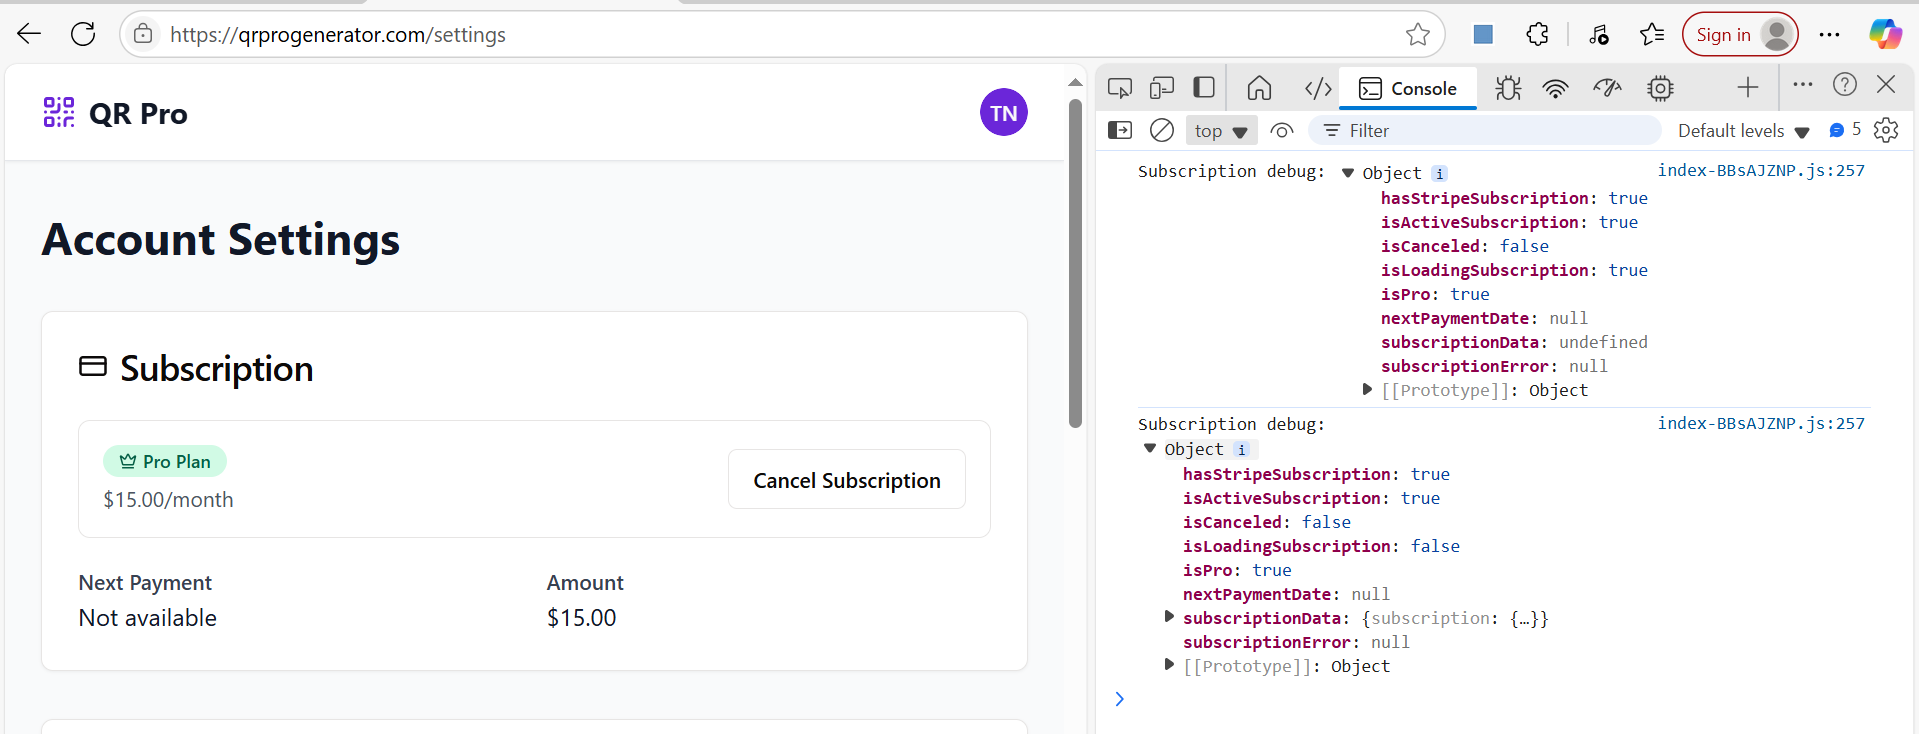 https://qrprogenerator.com/settings
Sign in
QR Pro
TN
Account Settings
Subscription
Pro Plan
$15.00/month
Cancel Subscription
Next Payment
Amount
Not available
$15.00
Console
top
Filter
Default levels
5
Subscription debug:
Object i
index-BBsAJZNP.js:257
hasStripeSubscription: true
isActiveSubscription: true
isCanceled: false
isLoadingSubscription: true
isPro: true
nextPaymentDate: null
subscriptionData: undefined
subscriptionError: null
[[Prototype]]: Object
Subscription debug:
index-BBsAJZNP.js:257
Object i
hasStripeSubscription: true
isActiveSubscription: true
isCanceled: false
isLoadingSubscription: false
isPro: true
nextPaymentDate: null
subscriptionData: {subscription: {…}}
subscriptionError: null
[[Prototype]]: Object